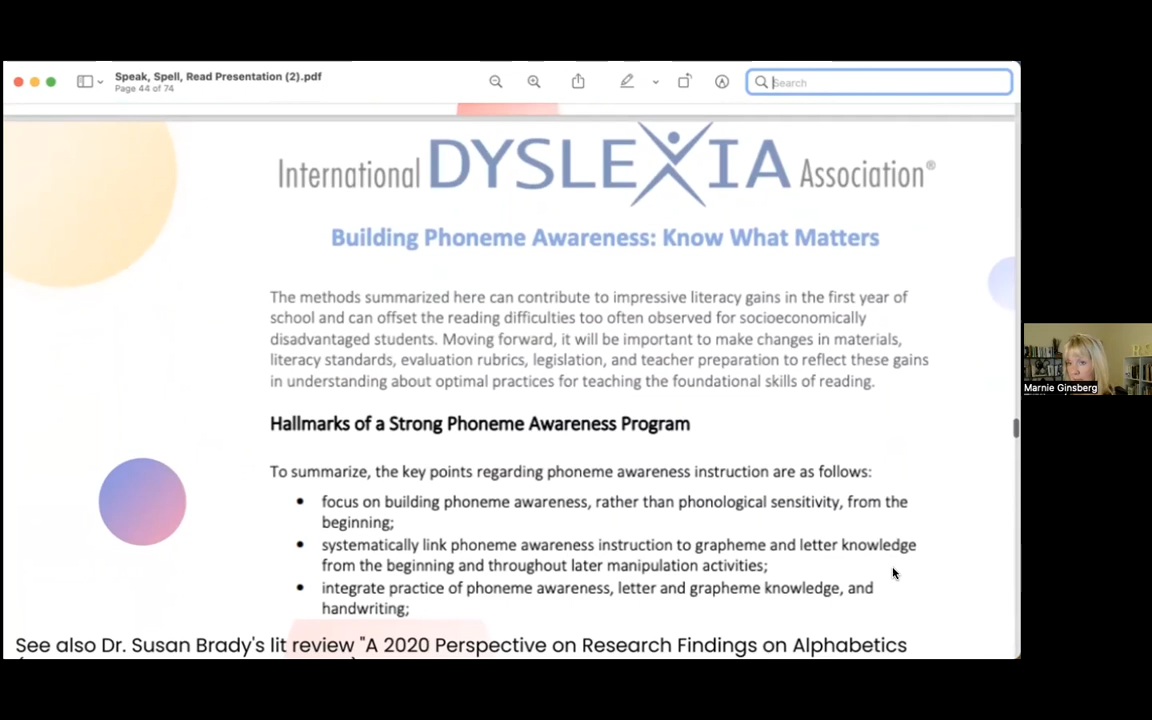 Speak, Spell, Read Presentation (2).pdf
Page 44 of 74
Search
International DYSLEXIA Association®
Building Phoneme Awareness: Know What Matters
The methods summarized here can contribute to impressive literacy gains in the first year of
school and can offset the reading difficulties too often observed for socioeconomically
disadvantaged students. Moving forward, it will be important to make changes in materials,
literacy standards, evaluation rubrics, legislation, and teacher preparation to reflect these gains
in understanding about optimal practices for teaching the foundational skills of reading.
Hallmarks of a Strong Phoneme Awareness Program
To summarize, the key points regarding phoneme awareness instruction are as follows:
• focus on building phoneme awareness, rather than phonological sensitivity, from the
beginning;
• systematically link phoneme awareness instruction to grapheme and letter knowledge
from the beginning and throughout later manipulation activities;
• integrate practice of phoneme awareness, letter and grapheme knowledge, and
handwriting;
See also Dr. Susan Brady's lit review "A 2020 Perspective on Research Findings on Alphabetics
Marnie Ginsberg